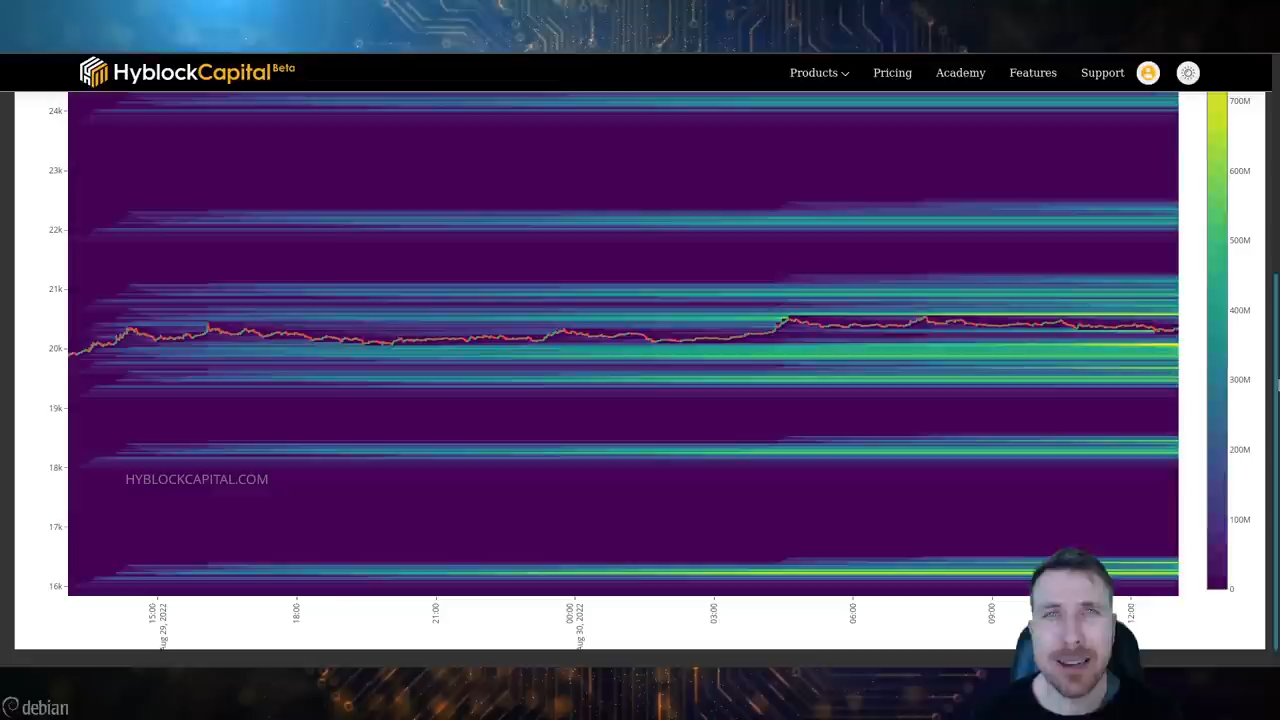 HyblockCapital Beta
Products Pricing Academy Features Support
24k
23k
22k
21k
20k
19k
18k
17k
16k
700M
600M
500M
400M
300M
200M
100M
0
HYBLOCKCAPITAL.COM
15:00
Aug 29, 2022
18:00
21:00
00:00
Aug 30, 2022
03:00
06:00
09:00
12:00
debian